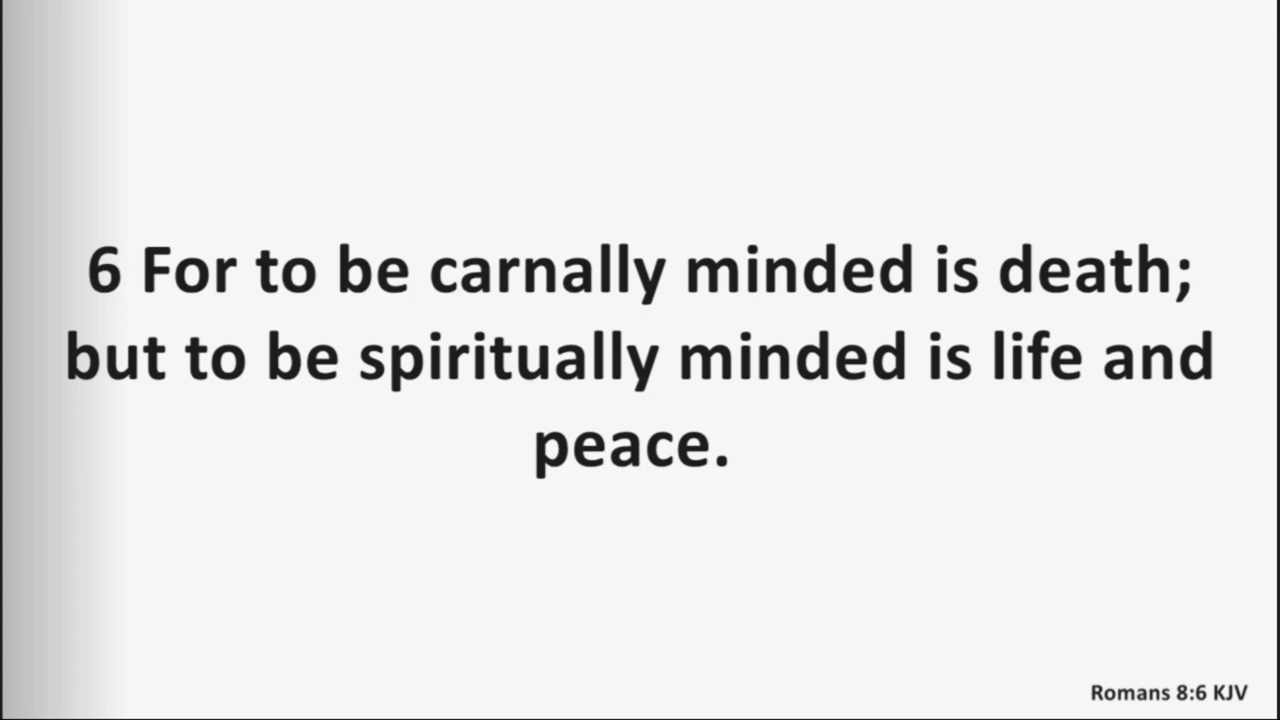 6 For to be carnally minded is death;
but to be spiritually minded is life and
peace.
Romans 8:6 KJV